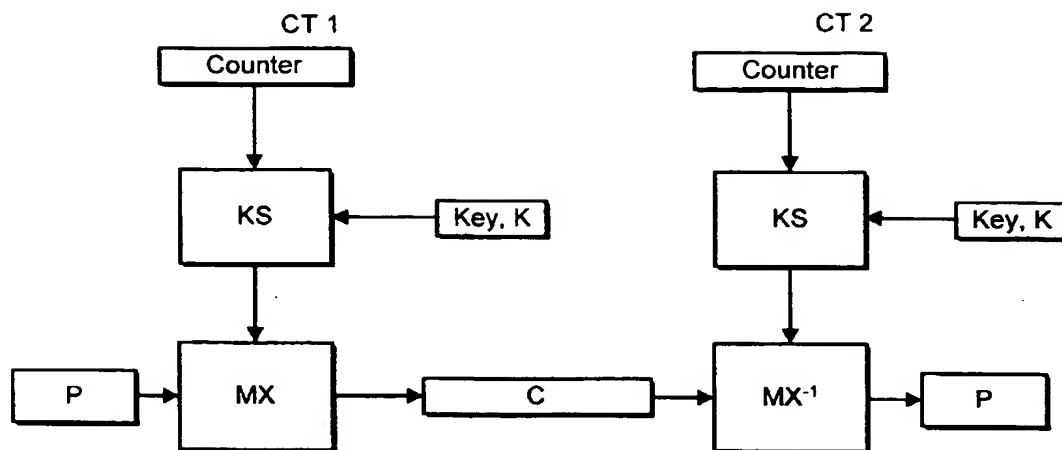 CT 1
CT 2
Counter
Counter
KS
Key, K
KS
Key, K
P
MX
C
MX⁻¹
P